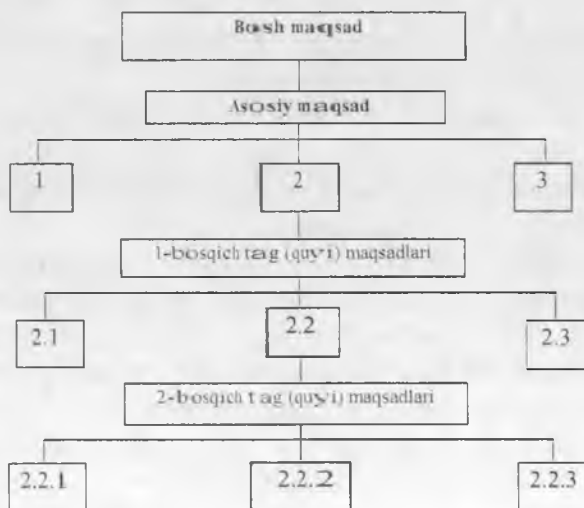 Bosh maqsad
Asosiy maqsad
1 2 3
1-bosqich tag (quyi) maqsadlari
2.1 2.2 2.3
2-bosqich tag (quyi) maqsadlari
2.2.1 2.2.2 2.2.3